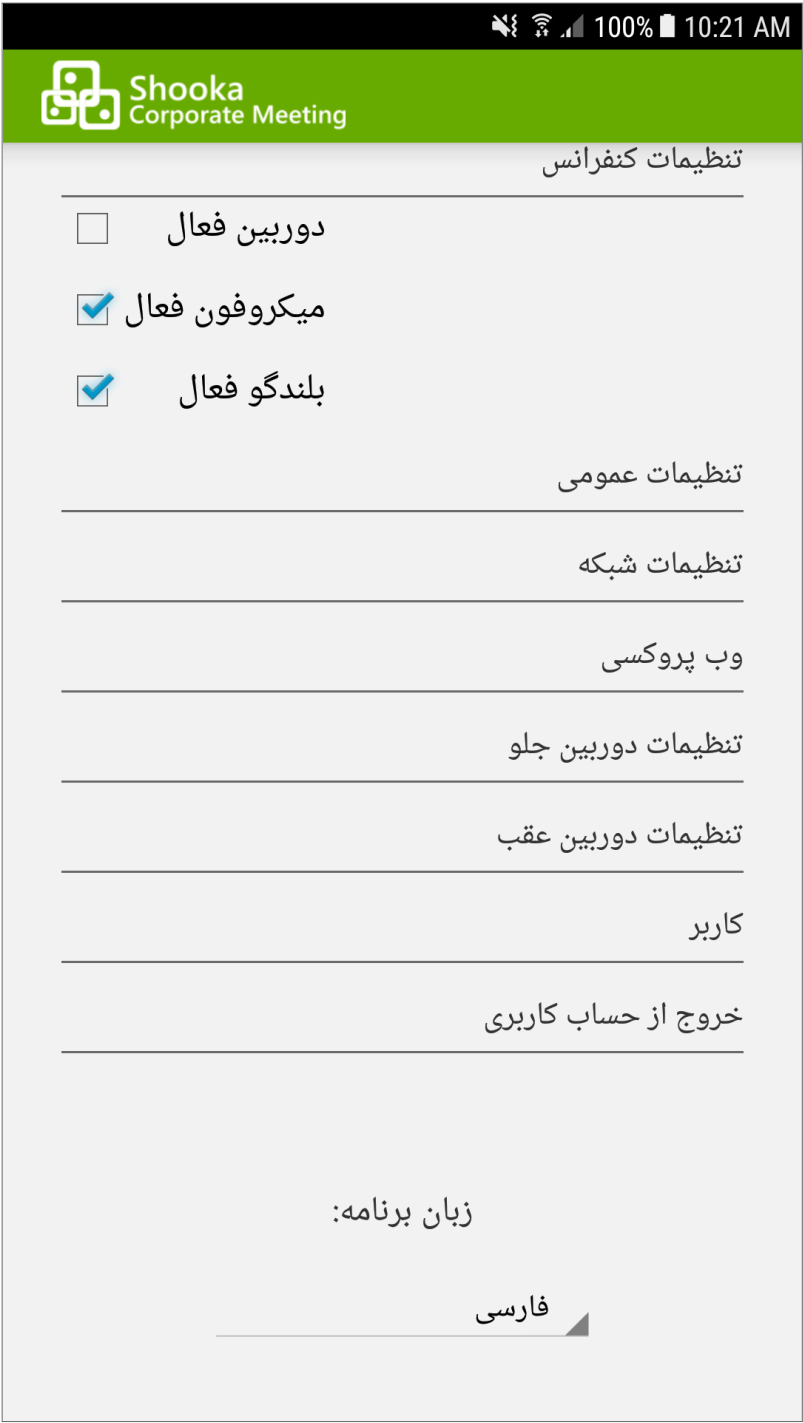 100% 10:21 AM
Shooka
Corporate Meeting
تنظیمات کنفرانس
دوربین فعال
میکروفون فعال
بلندگو فعال
تنظیمات عمومی
تنظیمات شبکه
وب پروکسی
تنظیمات دوربین جلو
تنظیمات دوربین عقب
کاربر
خروج از حساب کاربری
زبان برنامه:
فارسی